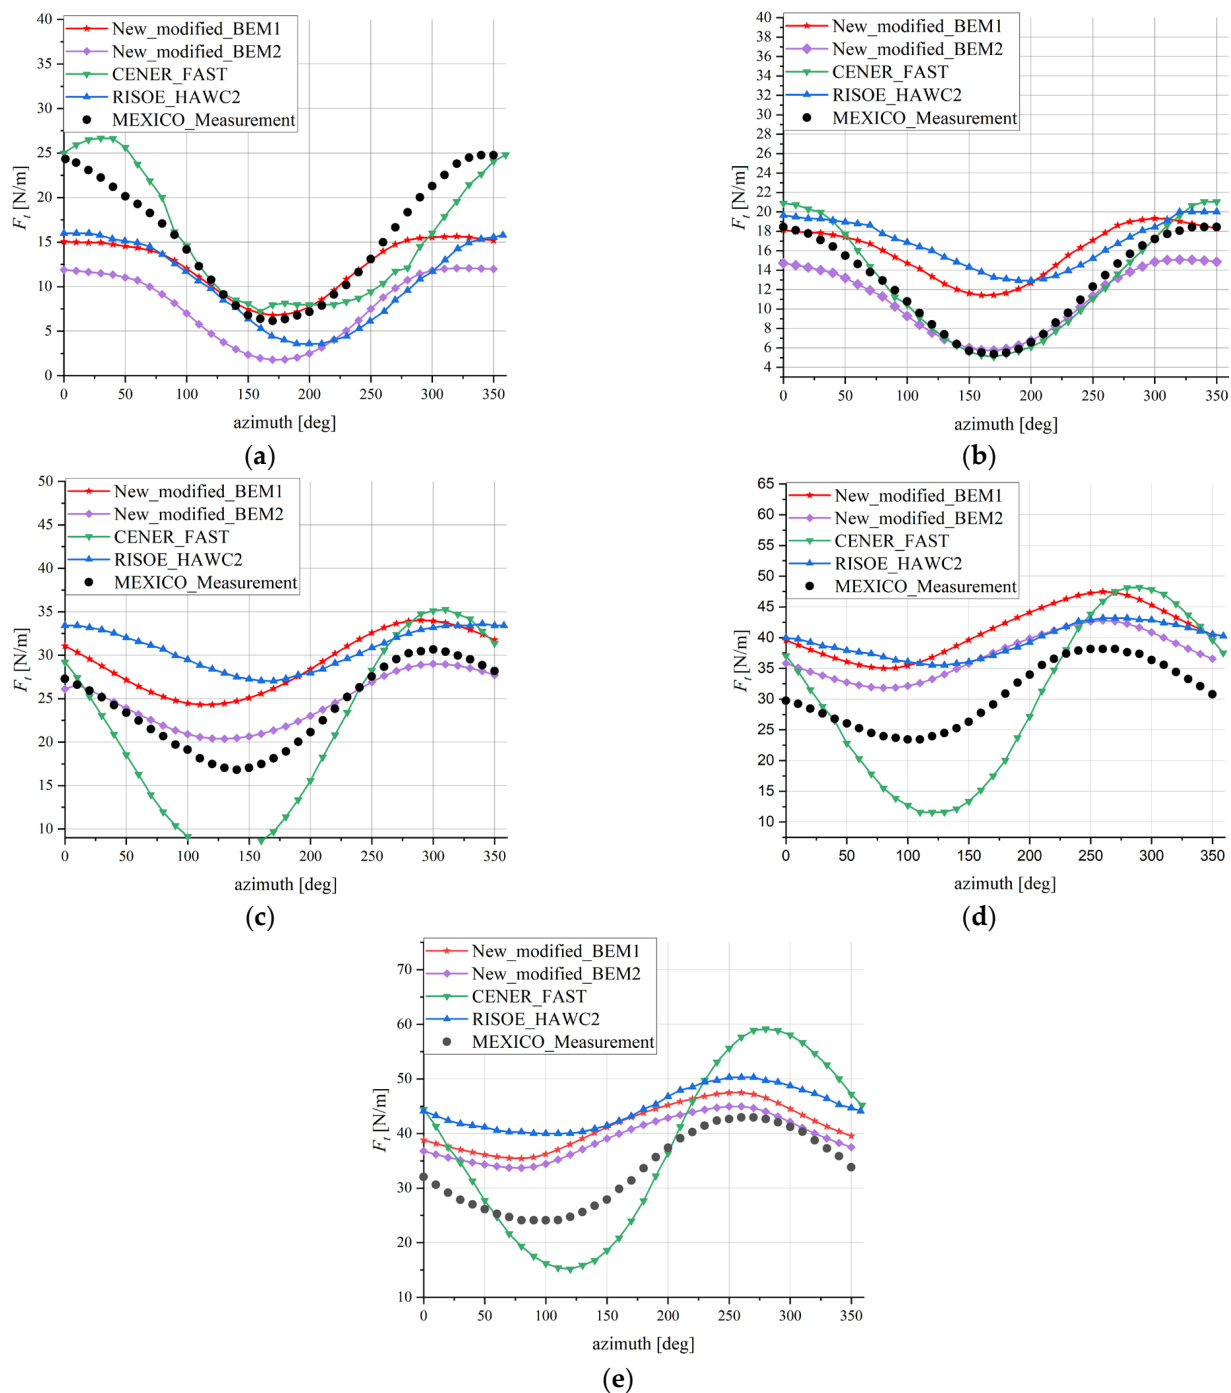 New_modified_BEM1
New_modified_BEM2
CENER_FAST
RISOE_HAWC2
MEXICO_Measurement
F_t [N/m]
40
35
30
25
20
15
10
5
0
0 50 100 150 200 250 300 350
azimuth [deg]
(a)
New_modified_BEM1
New_modified_BEM2
CENER_FAST
RISOE_HAWC2
MEXICO_Measurement
F_t [N/m]
40
38
36
34
32
30
28
26
24
22
20
18
16
14
12
10
8
6
4
0 50 100 150 200 250 300 350
azimuth [deg]
(b)
New_modified_BEM1
New_modified_BEM2
CENER_FAST
RISOE_HAWC2
MEXICO_Measurement
F_t [N/m]
50
45
40
35
30
25
20
15
10
0 50 100 150 200 250 300 350
azimuth [deg]
(c)
New_modified_BEM1
New_modified_BEM2
CENER_FAST
RISOE_HAWC2
MEXICO_Measurement
F_t [N/m]
65
60
55
50
45
40
35
30
25
20
15
10
0 50 100 150 200 250 300 350
azimuth [deg]
(d)
New_modified_BEM1
New_modified_BEM2
CENER_FAST
RISOE_HAWC2
MEXICO_Measurement
F_t [N/m]
70
60
50
40
30
20
10
0 50 100 150 200 250 300 350
azimuth [deg]
(e)